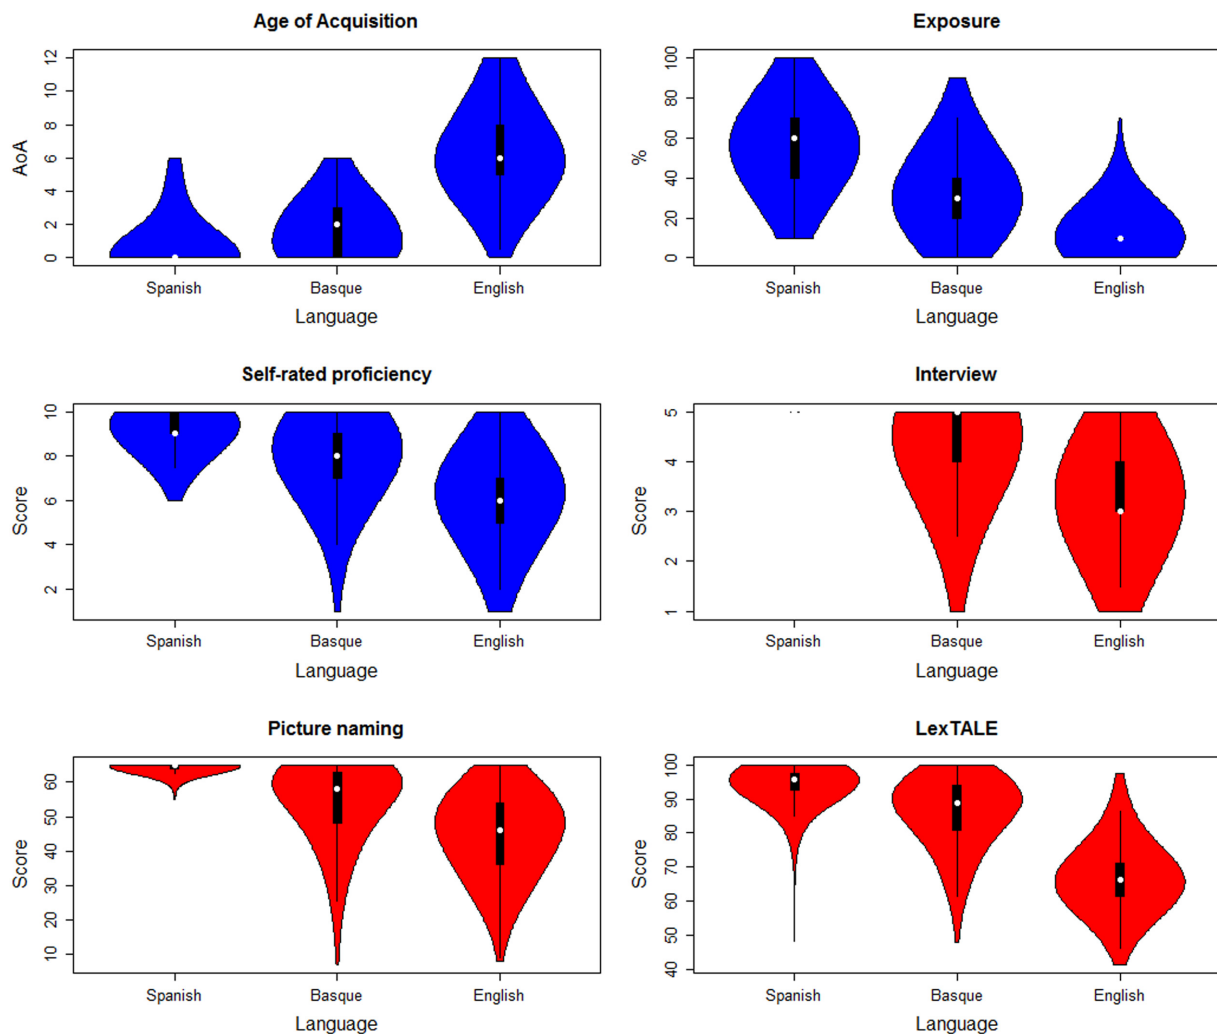 Age of Acquisition
AoA
12
10
8
6
4
2
0
Spanish Basque English
Language
Exposure
%
100
80
60
40
20
0
Spanish Basque English
Language
Self-rated proficiency
Score
10
8
6
4
2
Spanish Basque English
Language
Interview
Score
5
4
3
2
1
Spanish Basque English
Language
Picture naming
Score
60
50
40
30
20
10
Spanish Basque English
Language
LexTALE
Score
100
90
80
70
60
50
40
Spanish Basque English
Language